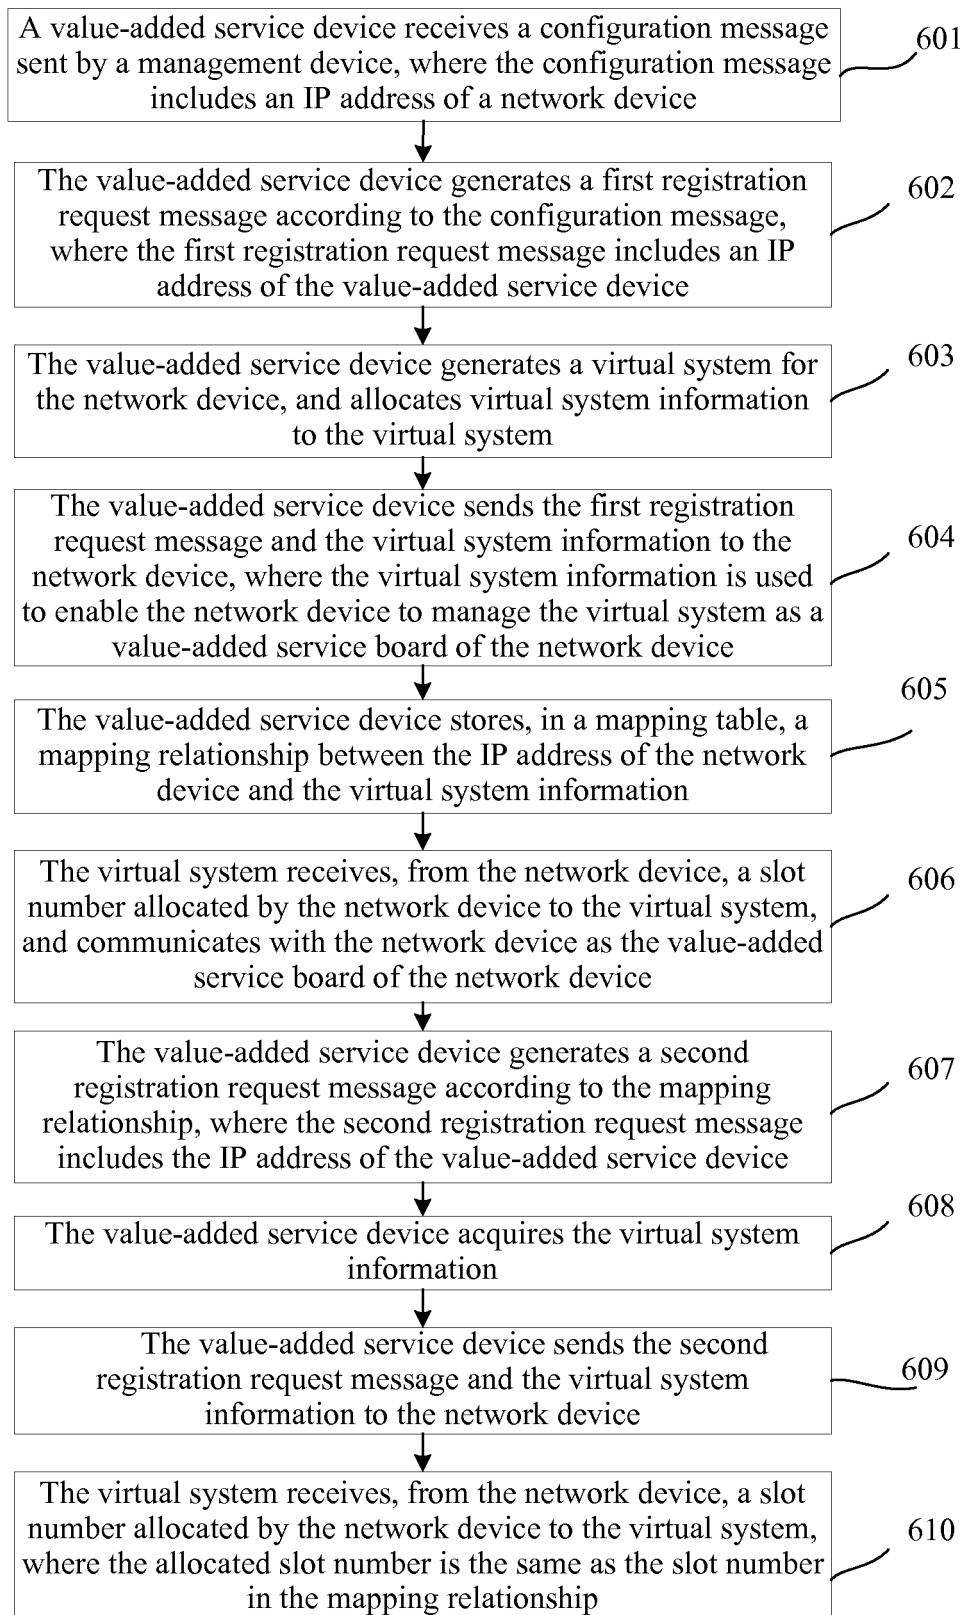 A value-added service device receives a configuration message
sent by a management device, where the configuration message
includes an IP address of a network device
601
The value-added service device generates a first registration
request message according to the configuration message,
where the first registration request message includes an IP
address of the value-added service device
602
The value-added service device generates a virtual system for
the network device, and allocates virtual system information
to the virtual system
603
The value-added service device sends the first registration
request message and the virtual system information to the
network device, where the virtual system information is used
to enable the network device to manage the virtual system as a
value-added service board of the network device
604
The value-added service device stores, in a mapping table, a
mapping relationship between the IP address of the network
device and the virtual system information
605
The virtual system receives, from the network device, a slot
number allocated by the network device to the virtual system,
and communicates with the network device as the value-added
service board of the network device
606
The value-added service device generates a second
registration request message according to the mapping
relationship, where the second registration request message
includes the IP address of the value-added service device
607
The value-added service device acquires the virtual system
information
608
The value-added service device sends the second
registration request message and the virtual system
information to the network device
609
The virtual system receives, from the network device, a slot
number allocated by the network device to the virtual system,
where the allocated slot number is the same as the slot number
in the mapping relationship
610